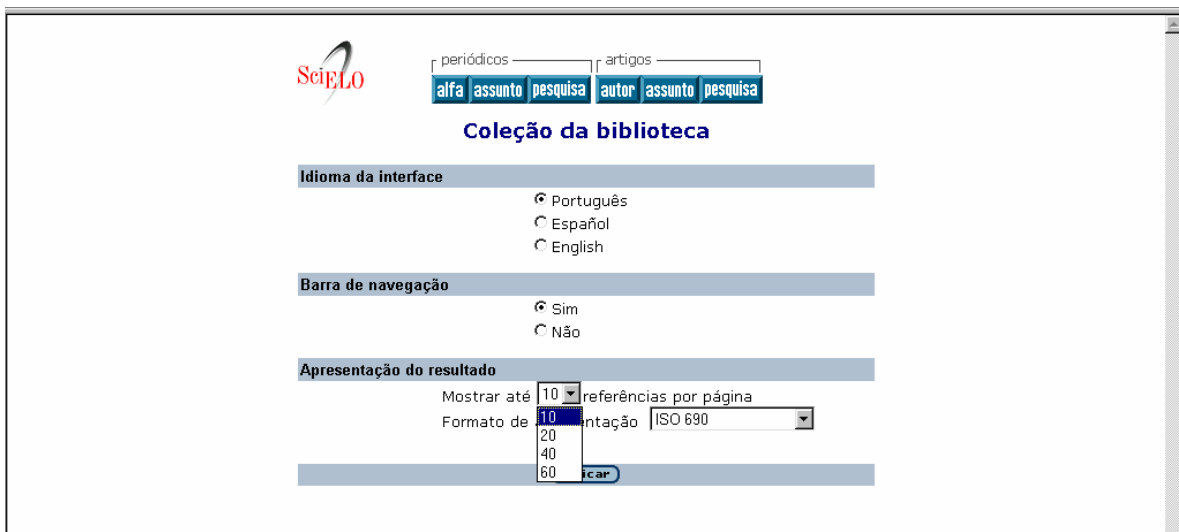 SciELO
periódicos artigos
alfa assunto pesquisa autor assunto pesquisa
Coleção da biblioteca
Idioma da interface
Português
Español
English
Barra de navegação
Sim
Não
Apresentação do resultado
Mostrar até 10 referências por página
Formato de ISO 690
10
20
40
60